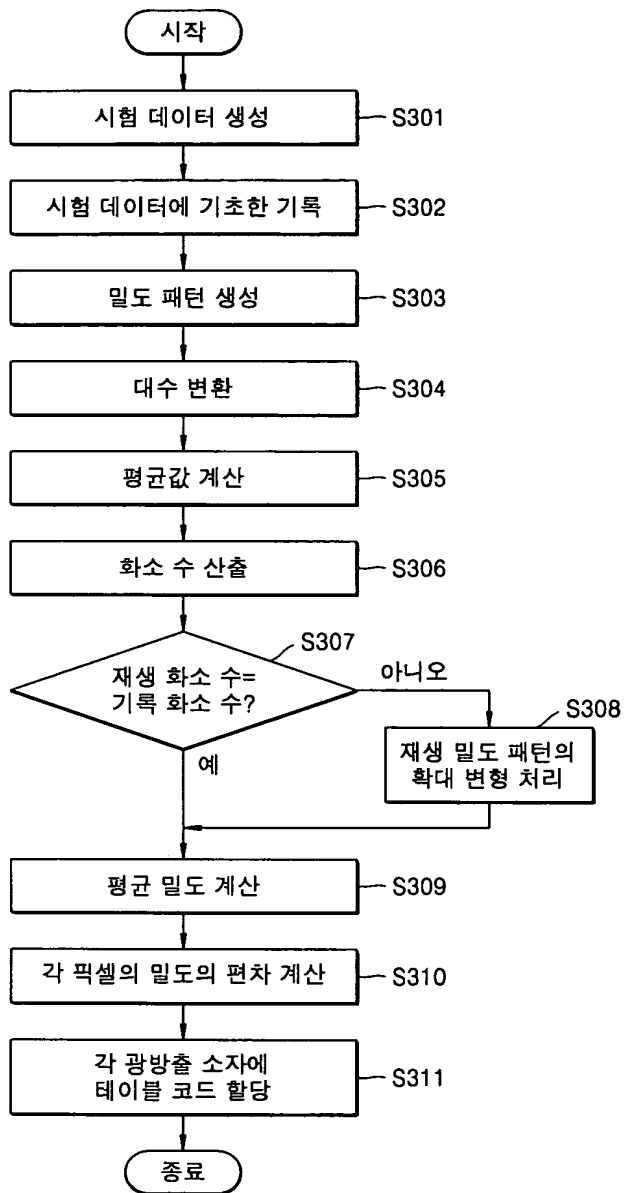 시작
시험 데이터 생성
S301
시험 데이터에 기초한 기록
S302
밀도 패턴 생성
S303
대수 변환
S304
평균값 계산
S305
화소 수 산출
S306
S307
재생 화소 수=
기록 화소 수?
아니오
S308
재생 밀도 패턴의
확대 변형 처리
예
평균 밀도 계산
S309
각 픽셀의 밀도의 편차 계산
S310
각 광방출 소자에
테이블 코드 할당
S311
종료